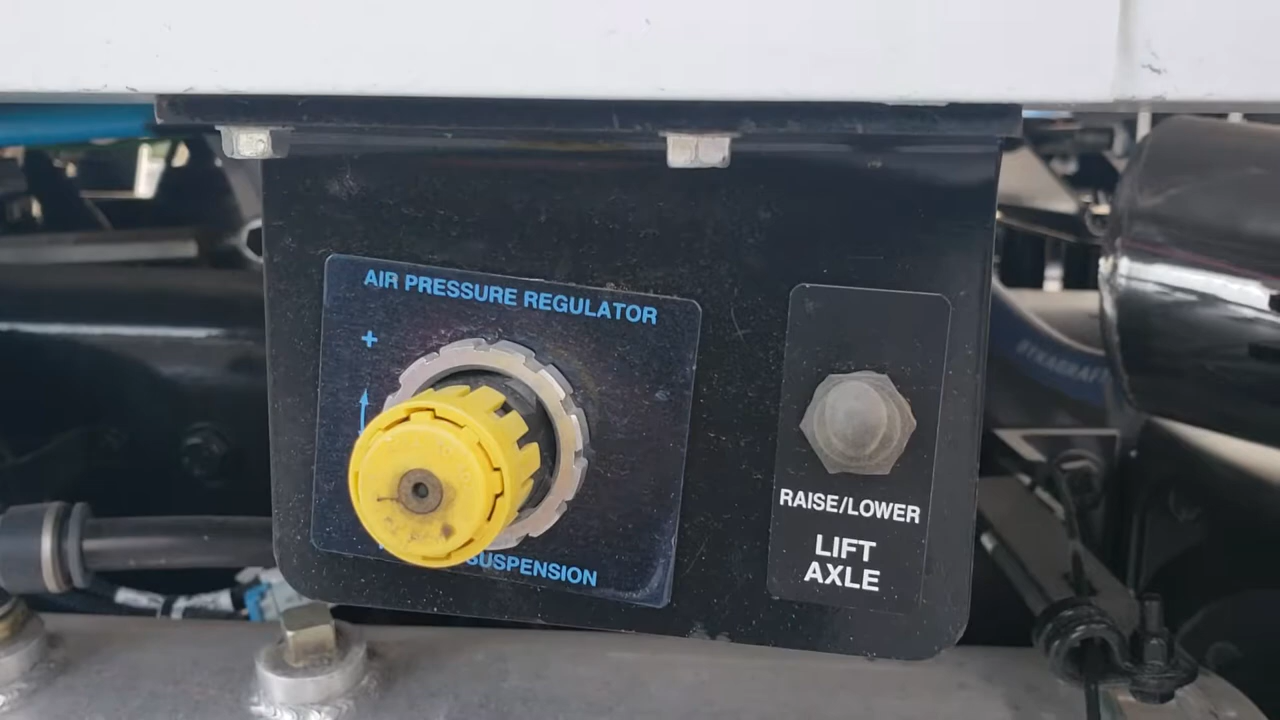 AIR PRESSURE REGULATOR
+
SUSPENSION
RAISE/LOWER
LIFT
AXLE